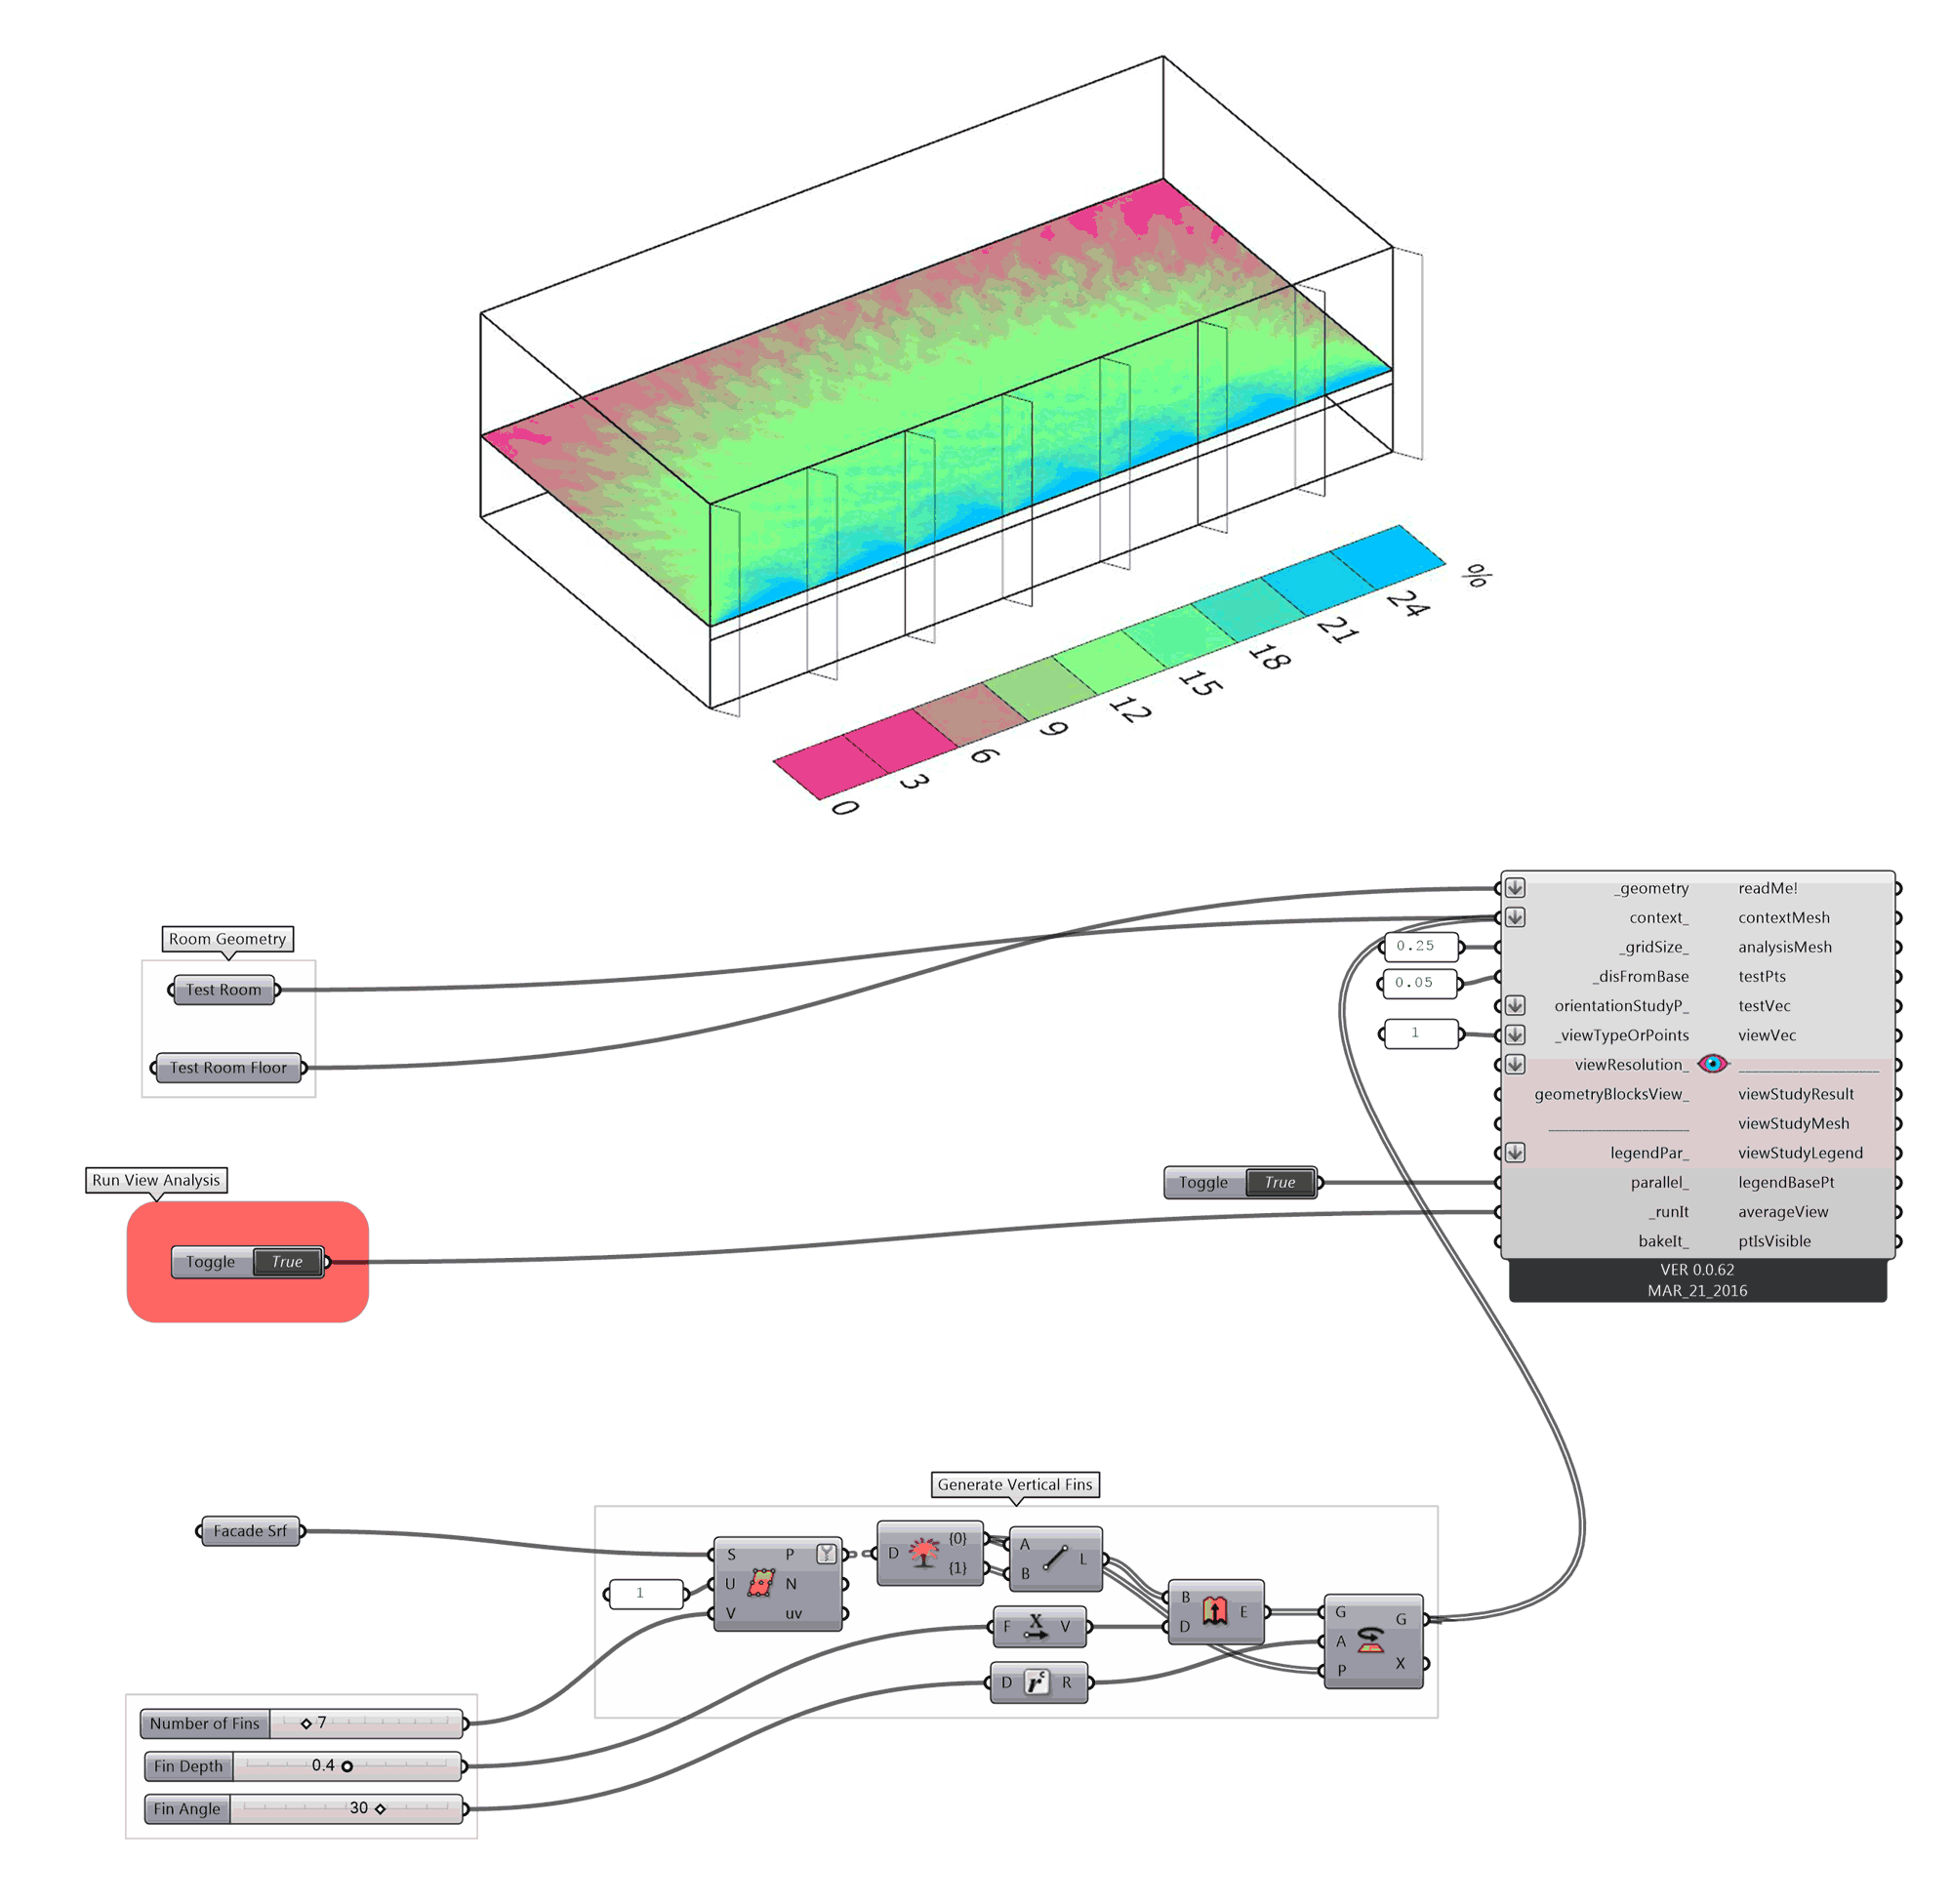 %
24
21
18
15
12
9
6
3
0
_geometry readMe!
context_ contextMesh
Room Geometry
0.25 _gridSize_ analysisMesh
Test Room
0.05 _disFromBase testPts
orientationStudyP_ testVec
1 _viewTypeOrPoints viewVec
Test Room Floor
viewResolution_
geometryBlocksView_ viewStudyResult
viewStudyMesh
legendPar_ viewStudyLegend
Run View Analysis
Toggle True parallel_ legendBasePt
_runIt averageView
bakeIt_ ptIsVisible
Toggle True
VER 0.0.62
MAR_21_2016
Generate Vertical Fins
Facade Srf
S P
U N
V uv
1
D {0}
{1}
A L
B
B E
D
F X V
D r c R
G G
A
P X
Number of Fins 7
Fin Depth 0.4
Fin Angle 30